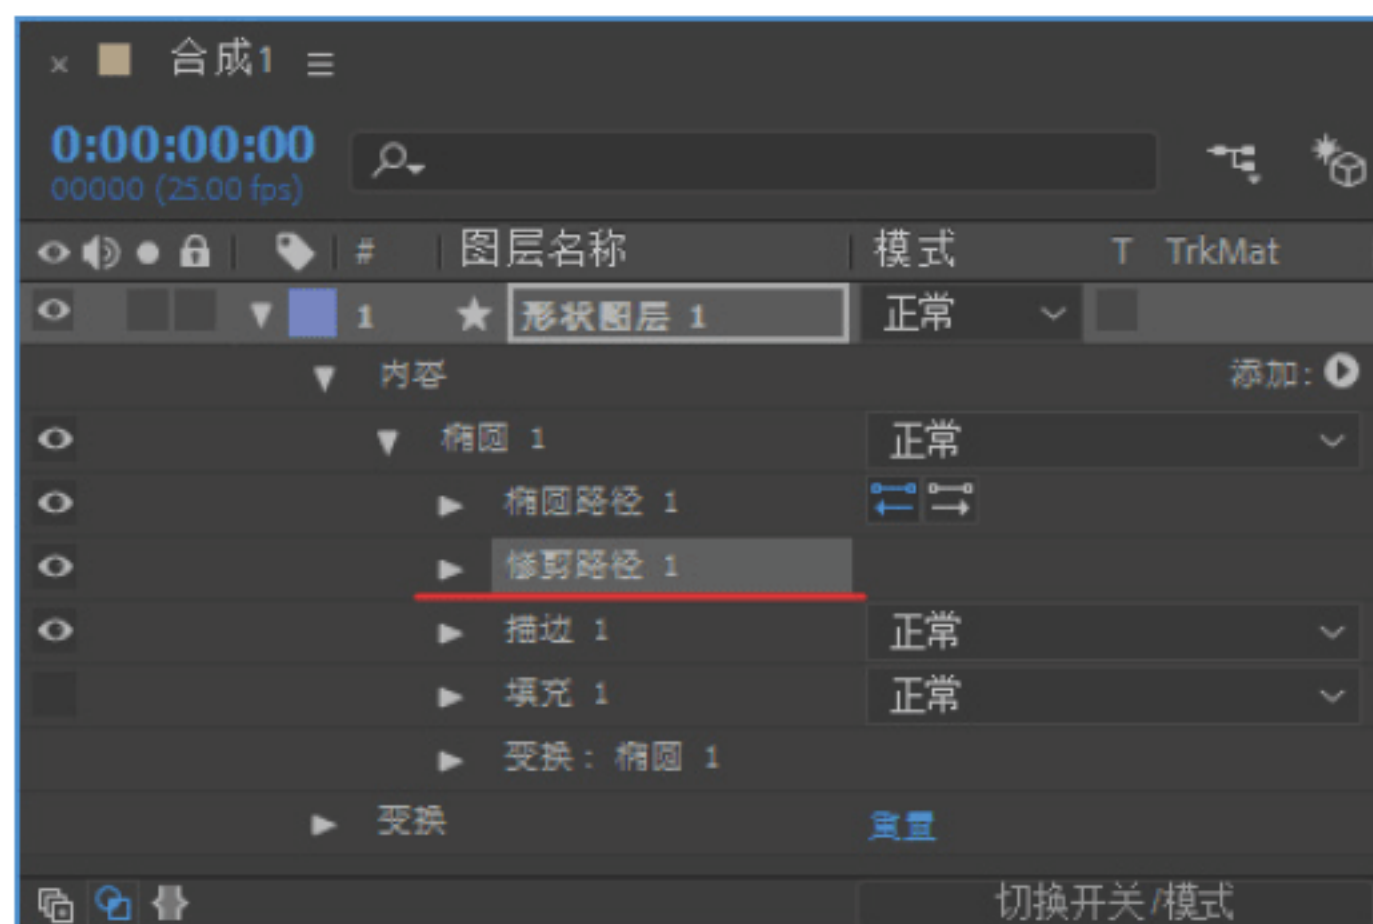 合成1
0:00:00:00
00000 (25.00 fps)
# 图层名称 模式 T TrkMat
1 形状图层 1 正常
内容 添加:
椭圆 1 正常
椭圆路径 1
修剪路径 1
描边 1 正常
填充 1 正常
变换: 椭圆 1
变换 重置
切换开关/模式